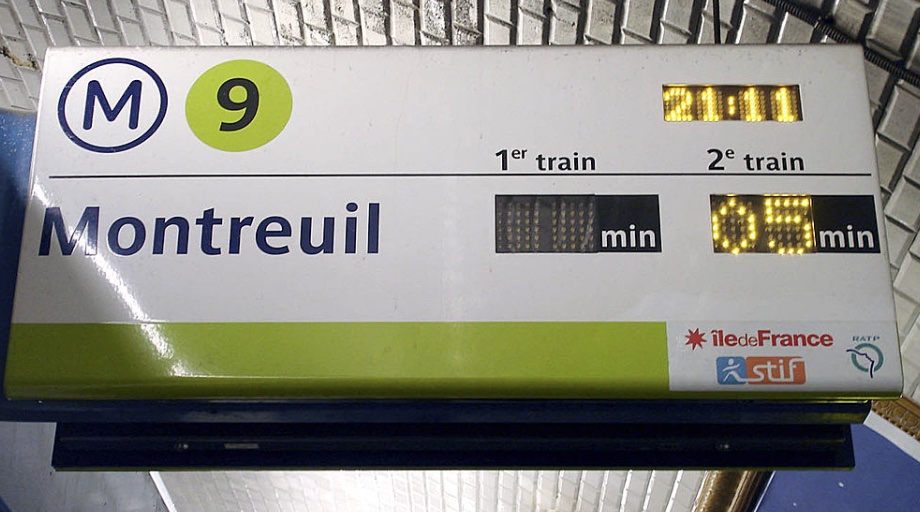 M 9 21:11
1er train 2e train
Montreuil min 05 min
îledeFrance
RATP
stif